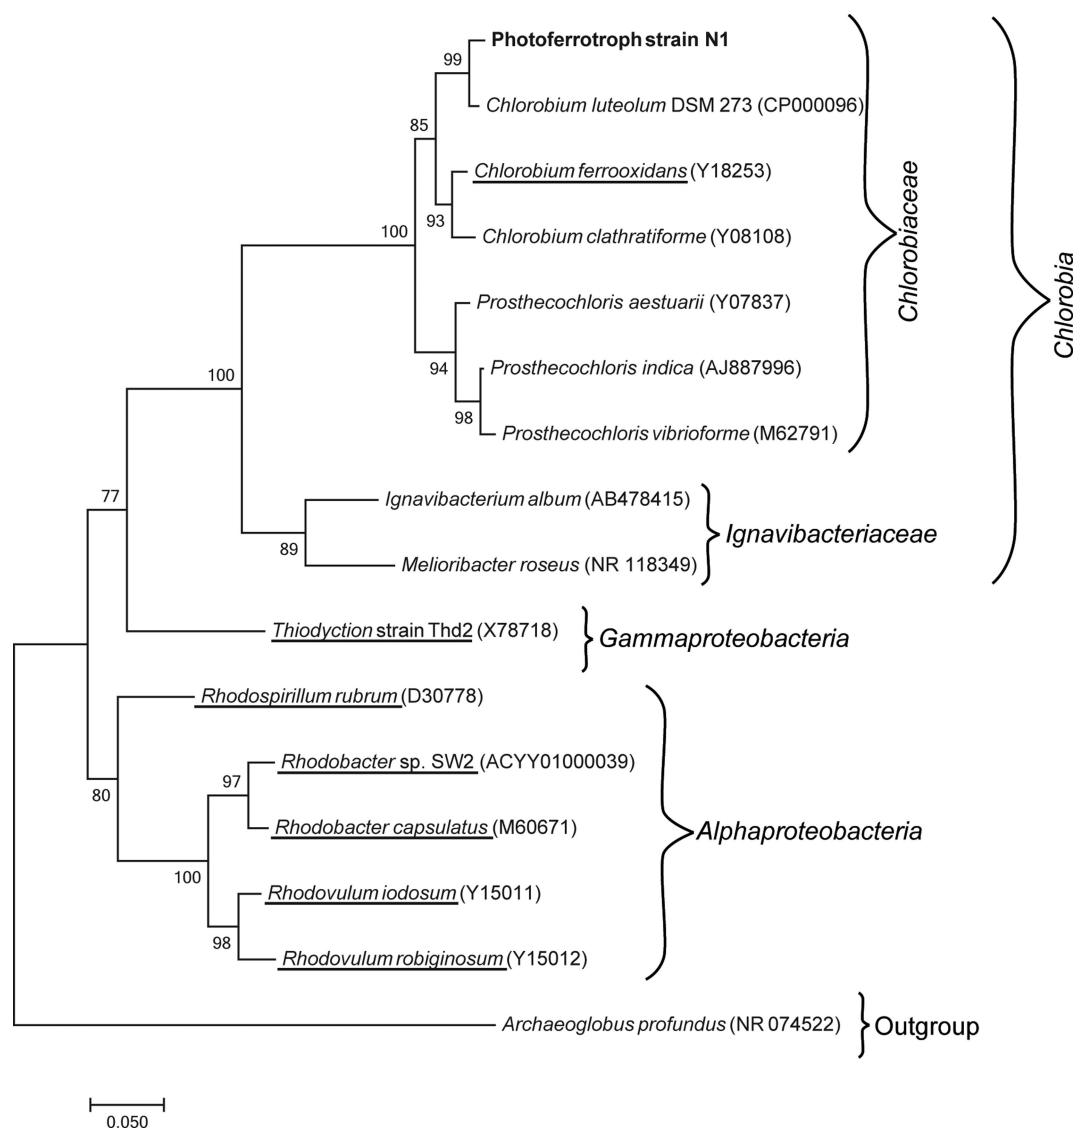 Photoferrotroph strain N1
99
Chlorobium luteolum DSM 273 (CP000096)
85
Chlorobium ferrooxidans (Y18253)
93
Chlorobium clathratiforme (Y08108)
100
Prosthecochloris aestuarii (Y07837)
94
Prosthecochloris indica (AJ887996)
98
Prosthecochloris vibrioforme (M62791)
Chlorobiaceae
Chlorobia
100
77
Ignavibacterium album (AB478415)
89
Melioribacter roseus (NR 118349)
Ignavibacteriaceae
Thiodyction strain Thd2 (X78718)
Gammaproteobacteria
Rhodospirillum rubrum (D30778)
80
Rhodobacter sp. SW2 (ACYY01000039)
97
Rhodobacter capsulatus (M60671)
100
Rhodovulum iodosum (Y15011)
98
Rhodovulum robiginosum (Y15012)
Alphaproteobacteria
Archaeoglobus profundus (NR 074522)
Outgroup
0.050